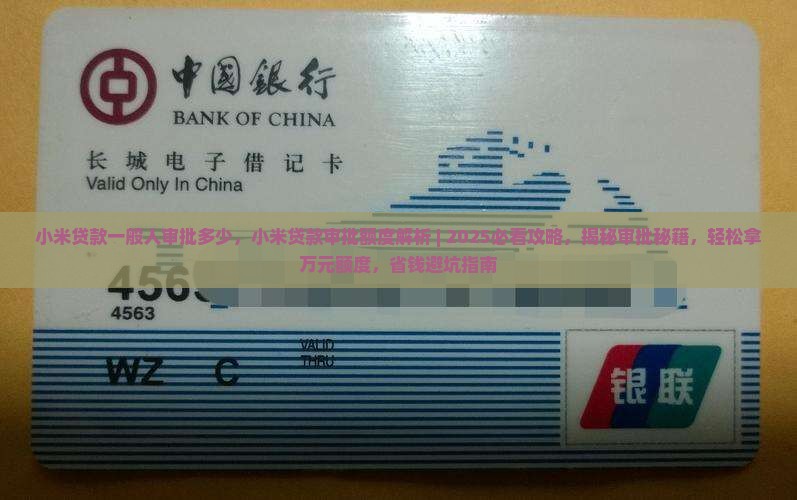 中國銀行
BANK OF CHINA
长城电子借记卡
Valid Only In China
小米贷款一般人审批多少，小米贷款审批额度解析 | 2025必看攻略，揭秘审批秘籍，轻松拿
万元额度，省钱避坑指南
4563
4563
VALID
THRU
WZ C
银联